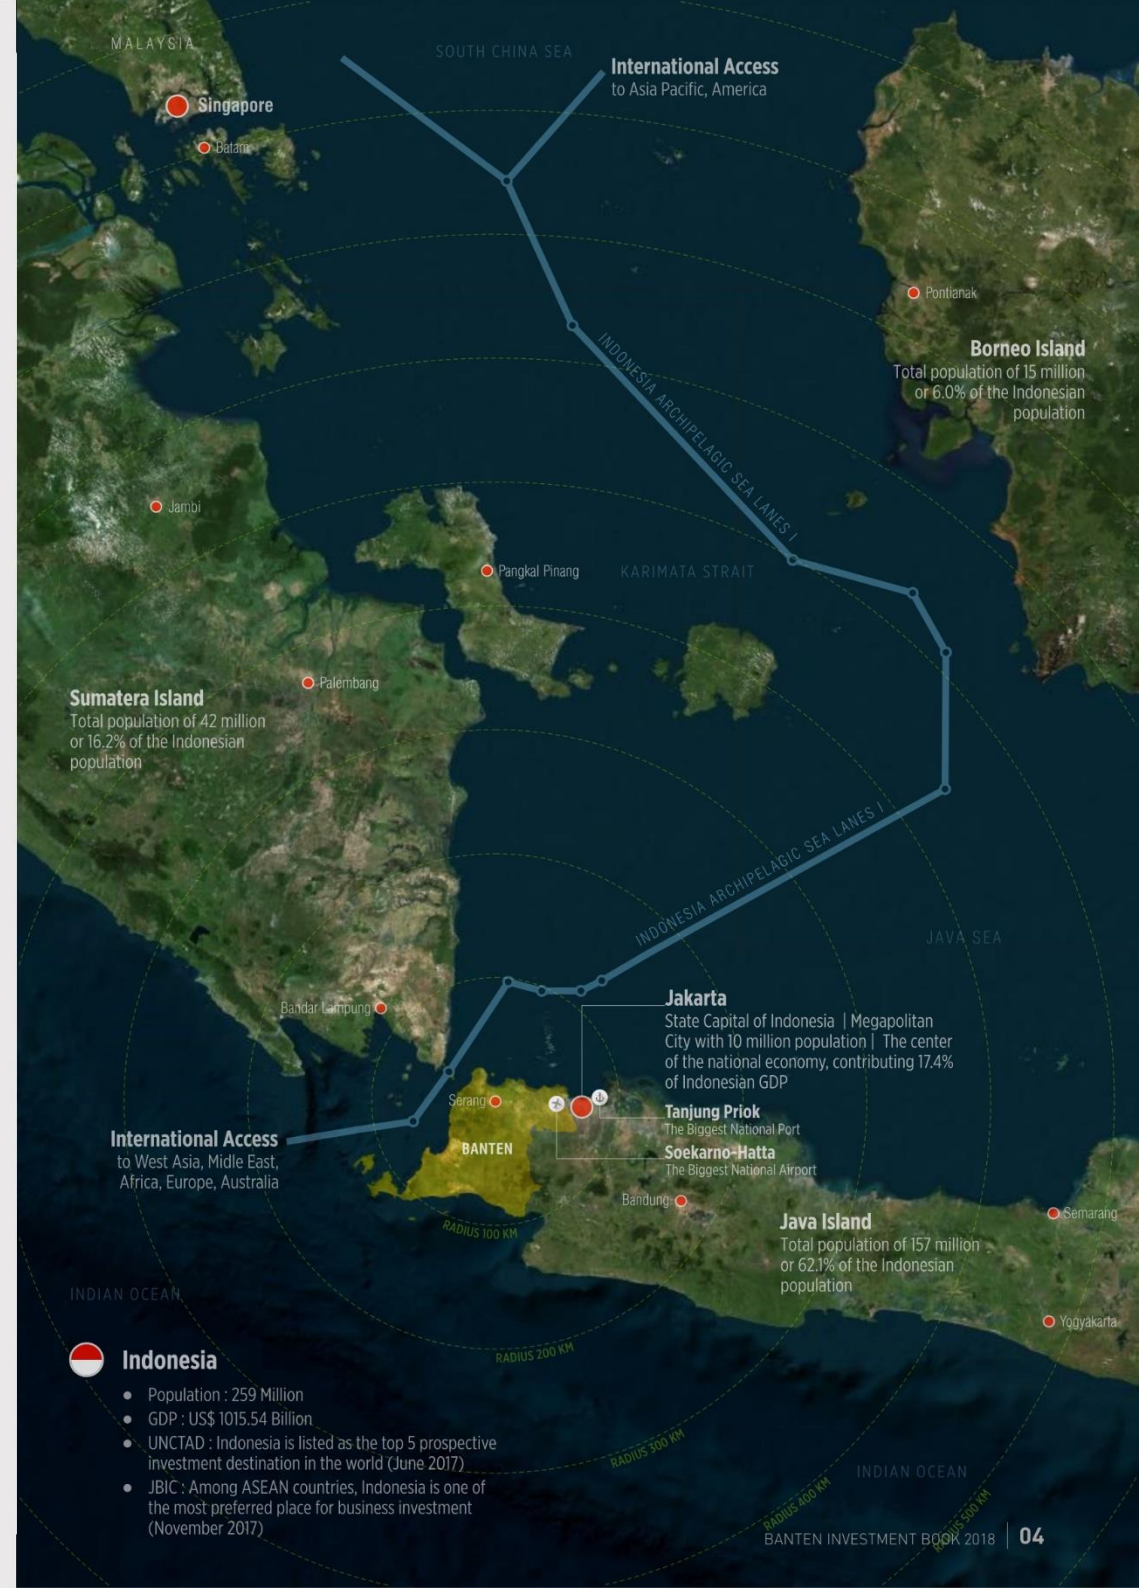 MALAYSIA
SOUTH CHINA SEA
International Access
to Asia Pacific, America
Singapore
Batam
Pontianak
Borneo Island
Total population of 15 million
or 6.0% of the Indonesian
population
INDONESIA ARCHIPELAGIC SEA LANES I
Jambi
Pangkal Pinang
KARIMATA STRAIT
Palembang
Sumatera Island
Total population of 42 million
or 16.2% of the Indonesian
population
INDONESIA ARCHIPELAGIC SEA LANES I
JAVA SEA
Bandar Lampung
Jakarta
State Capital of Indonesia | Megapolitan
City with 10 million population | The center
of the national economy, contributing 17.4%
of Indonesian GDP
Serang
Tanjung Priok
The Biggest National Port
International Access
to West Asia, Midle East,
Africa, Europe, Australia
BANTEN
Soekarno-Hatta
The Biggest National Airport
Bandung
Semarang
Java Island
Total population of 157 million
or 62.1% of the Indonesian
population
RADIUS 100 KM
INDIAN OCEAN
Yogyakarta
RADIUS 200 KM
Indonesia
• Population : 259 Million
• GDP : US$ 1015.54 Billion
• UNCTAD : Indonesia is listed as the top 5 prospective
investment destination in the world (June 2017)
• JBIC : Among ASEAN countries, Indonesia is one of
the most preferred place for business investment
(November 2017)
RADIUS 300 KM
INDIAN OCEAN
RADIUS 400 KM
RADIUS 500 KM
BANTEN INVESTMENT BOOK 2018 | 04